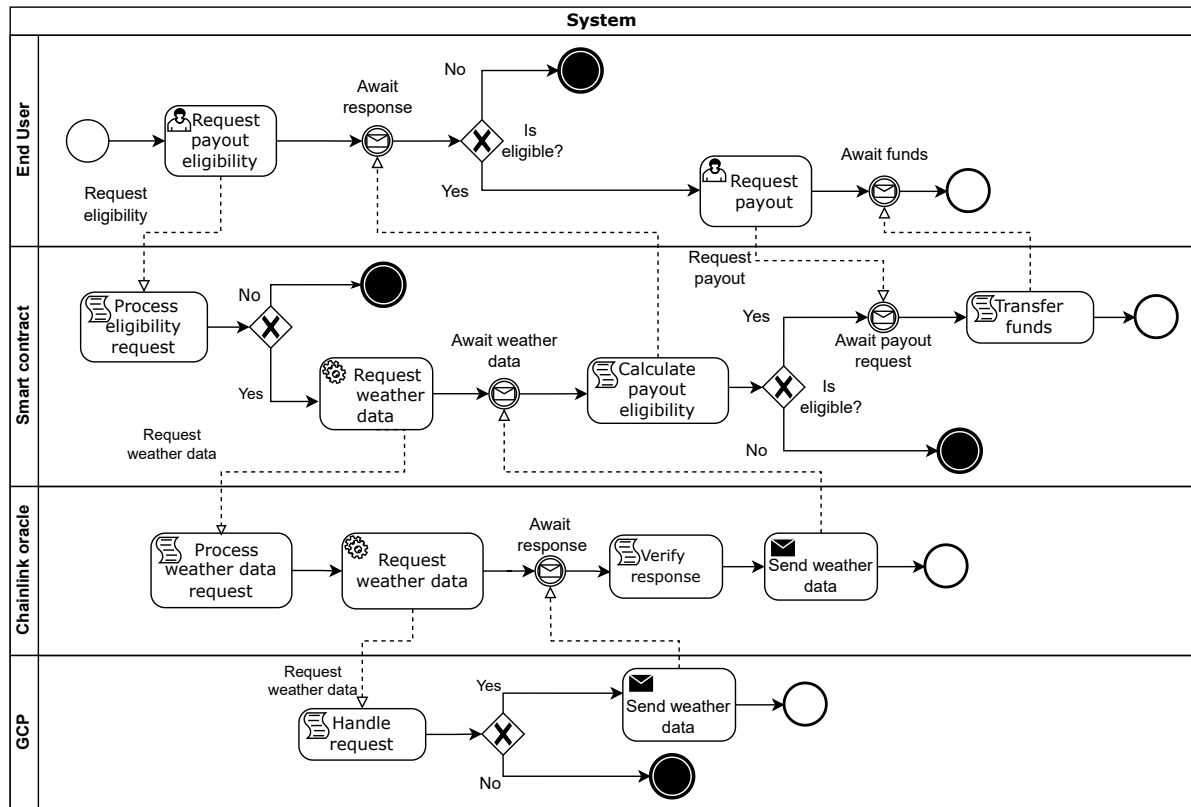 System
End User
Request
payout
eligibility
Await
response
No
Is
eligible?
Yes
Request
payout
Await funds
Request
eligibility
Smart contract
Process
eligibility
request
No
Yes
Request
weather
data
Await weather
data
Calculate
payout
eligibility
Yes
Is
eligible?
No
Request
payout
Await payout
request
Transfer
funds
Request
weather data
Chainlink oracle
Process
weather data
request
Request
weather data
Await
response
Verify
response
Send weather
data
GCP
Request
weather data
Handle
request
Yes
No
Send weather
data